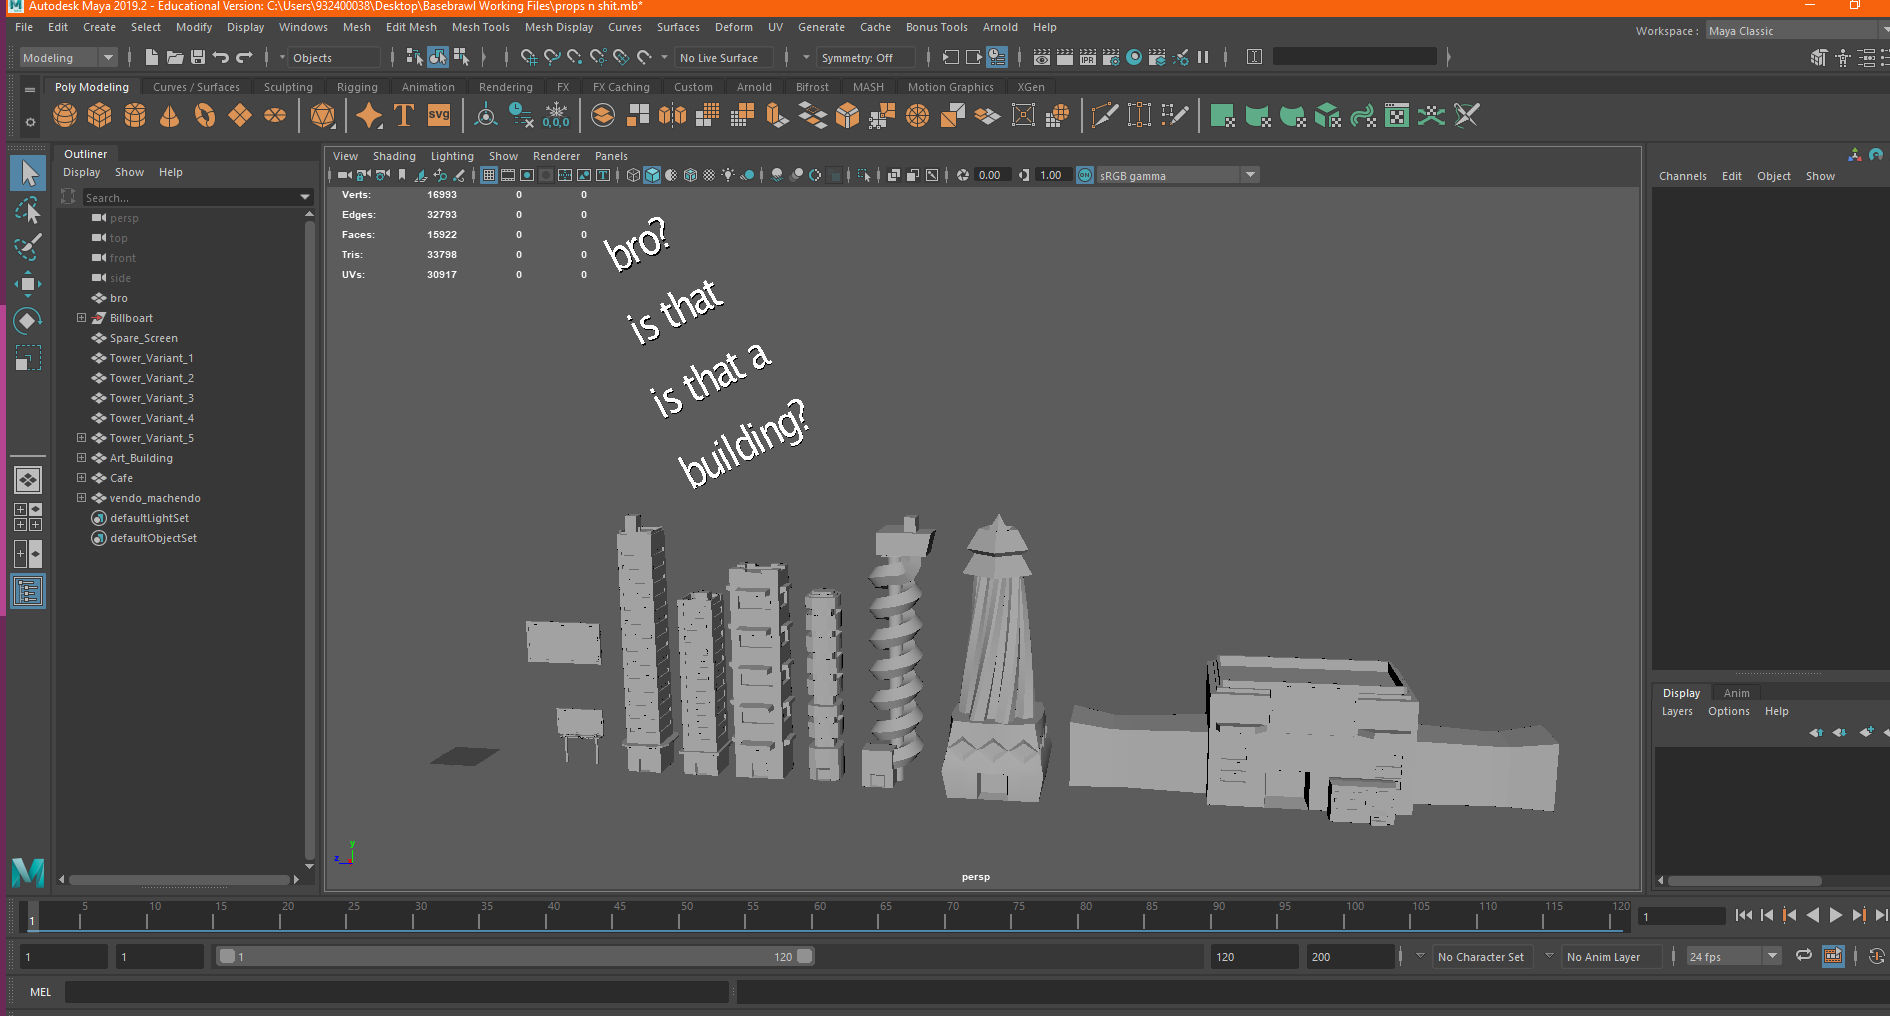 Autodesk Maya 2019.2 - Educational Version: C:\Users\932400038\Desktop\Basebrawl Working Files\props n shit.mb*
File Edit Create Select Modify Display Windows Mesh Edit Mesh Mesh Tools Mesh Display Curves Surfaces Deform UV Generate Cache Bonus Tools Arnold Help
Workspace : Maya Classic
Modeling Objects No Live Surface Symmetry: Off
IPR
Poly Modeling Curves / Surfaces Sculpting Rigging Animation Rendering FX FX Caching Custom Arnold Bifrost MASH Motion Graphics XGen
T SVG 0,0,0
Outliner
Display Show Help
Search...
persp
top
front
side
bro
Billboart
Spare_Screen
Tower_Variant_1
Tower_Variant_2
Tower_Variant_3
Tower_Variant_4
Tower_Variant_5
Art_Building
Cafe
vendo_machendo
defaultLightSet
defaultObjectSet
View Shading Lighting Show Renderer Panels
0.00 1.00 ON sRGB gamma
Verts: 16993 0 0
Edges: 32793 0 0
Faces: 15922 0 0
Tris: 33798 0 0
UVs: 30917 0 0
bro?
is that
is that a
building?
y
z
persp
Channels Edit Object Show
Display Anim
Layers Options Help
1 5 10 15 20 25 30 35 40 45 50 55 60 65 70 75 80 85 90 95 100 105 110 115 120
1
1 1 1 120 120 200 No Character Set No Anim Layer 24 fps
MEL